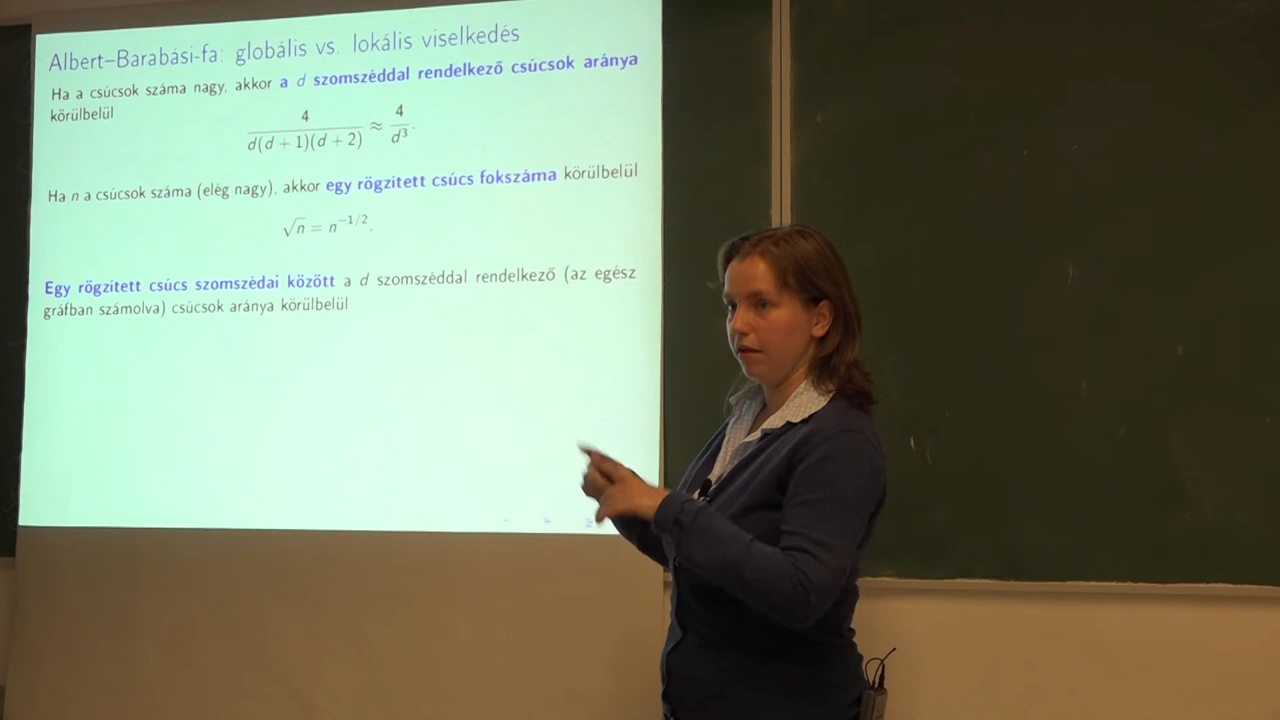 Albert–Barabási-fa: globális vs. lokális viselkedés
Ha a csúcsok száma nagy, akkor a d szomszéddal rendelkező csúcsok aránya
körülbelül
4/(d(d + 1)(d + 2)) ≈ 4/d³.
Ha n a csúcsok száma (elég nagy), akkor egy rögzített csúcs fokszáma körülbelül
√n = n^{−1/2}.
Egy rögzített csúcs szomszédai között a d szomszéddal rendelkező (az egész
gráfban számolva) csúcsok aránya körülbelül